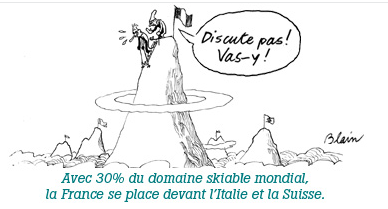 Discute pas!
Vas-y!
Blain
Avec 30% du domaine skiable mondial,
la France se place devant l'Italie et la Suisse.